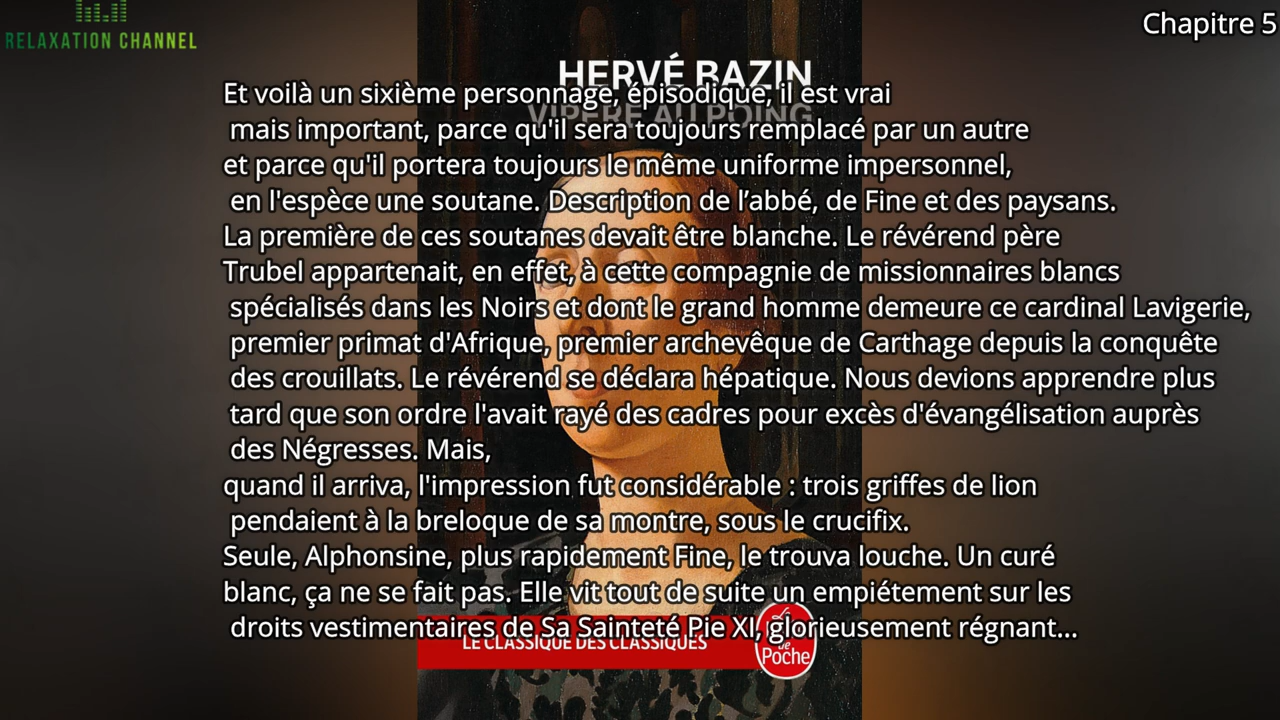 RELAXATION CHANNEL
Chapitre 5
HERVÉ BAZIN
VIPÈRE AU POING
Et voilà un sixième personnage, épisodique, il est vrai
mais important, parce qu'il sera toujours remplacé par un autre
et parce qu'il portera toujours le même uniforme impersonnel,
en l'espèce une soutane. Description de l’abbé, de Fine et des paysans.
La première de ces soutanes devait être blanche. Le révérend père
Trubel appartenait, en effet, à cette compagnie de missionnaires blancs
spécialisés dans les Noirs et dont le grand homme demeure ce cardinal Lavigerie,
premier primat d'Afrique, premier archevêque de Carthage depuis la conquête
des crouillats. Le révérend se déclara hépatique. Nous devions apprendre plus
tard que son ordre l'avait rayé des cadres pour excès d'évangélisation auprès
des Négresses. Mais,
quand il arriva, l'impression fut considérable : trois griffes de lion
pendaient à la breloque de sa montre, sous le crucifix.
Seule, Alphonsine, plus rapidement Fine, le trouva louche. Un curé
blanc, ça ne se fait pas. Elle vit tout de suite un empiétement sur les
droits vestimentaires de Sa Sainteté Pie XI, glorieusement régnant...
LE CLASSIQUE DES CLASSIQUES
de
Poche